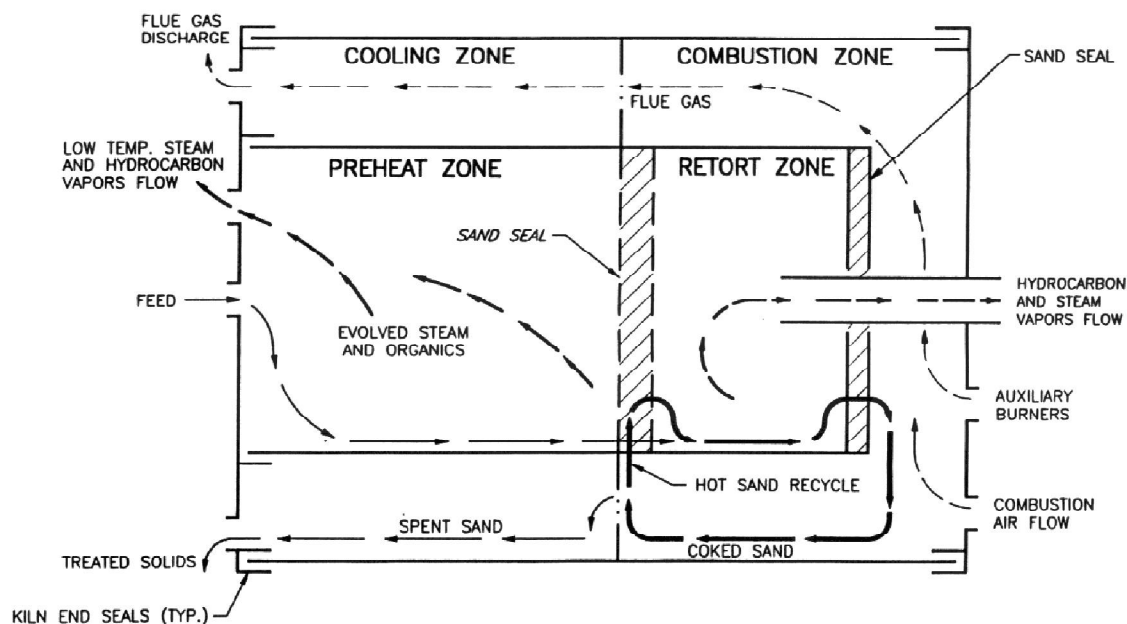 FLUE GAS
DISCHARGE
COOLING ZONE
COMBUSTION ZONE
SAND SEAL
FLUE GAS
LOW TEMP. STEAM
AND HYDROCARBON
VAPORS FLOW
PREHEAT ZONE
RETORT ZONE
SAND SEAL
FEED
HYDROCARBON
AND STEAM
VAPORS FLOW
EVOLVED STEAM
AND ORGANICS
AUXILIARY
BURNERS
HOT SAND RECYCLE
COMBUSTION
AIR FLOW
SPENT SAND
COKED SAND
TREATED SOLIDS
KILN END SEALS (TYP.)